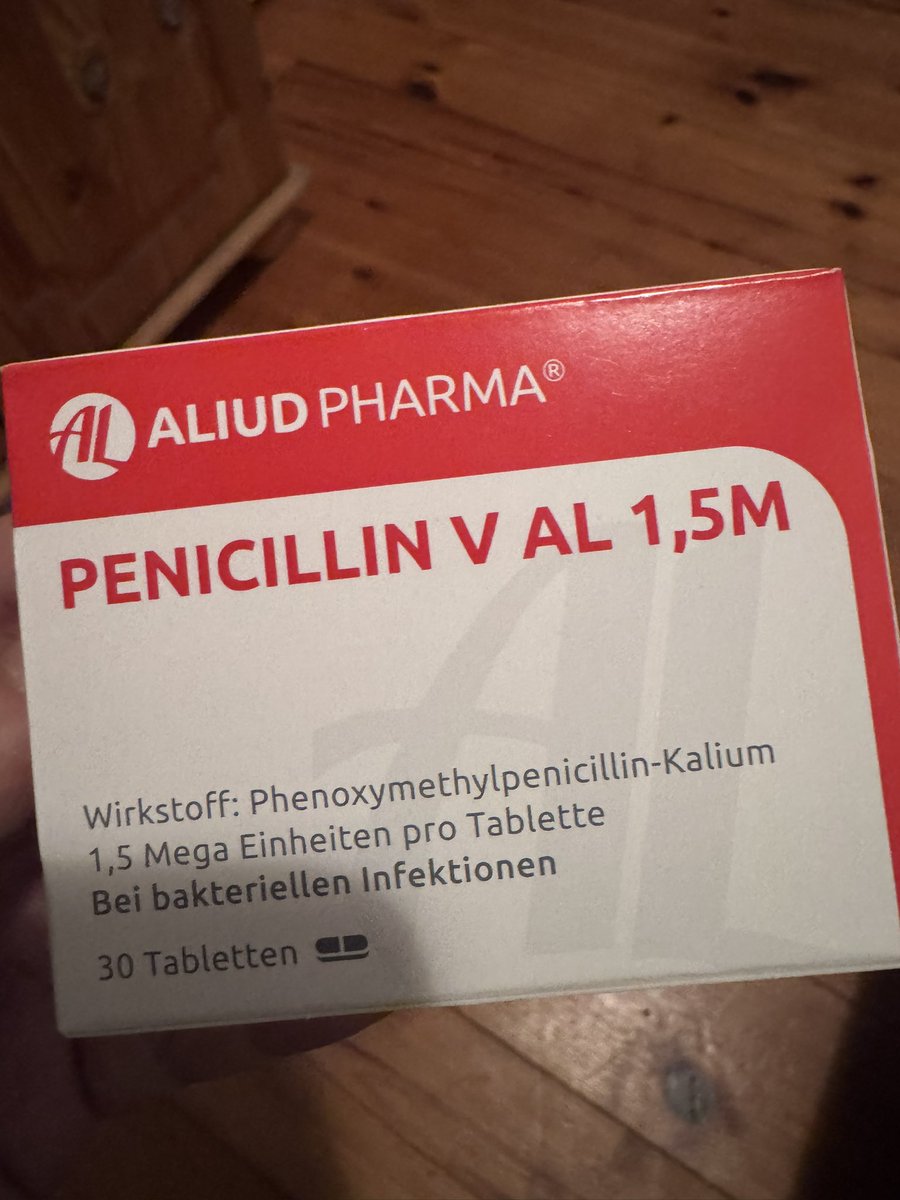 AL ALIUD PHARMA®
PENICILLIN V AL 1,5M
Wirkstoff: Phenoxymethylpenicillin-Kalium
1,5 Mega Einheiten pro Tablette
Bei bakteriellen Infektionen
30 Tabletten